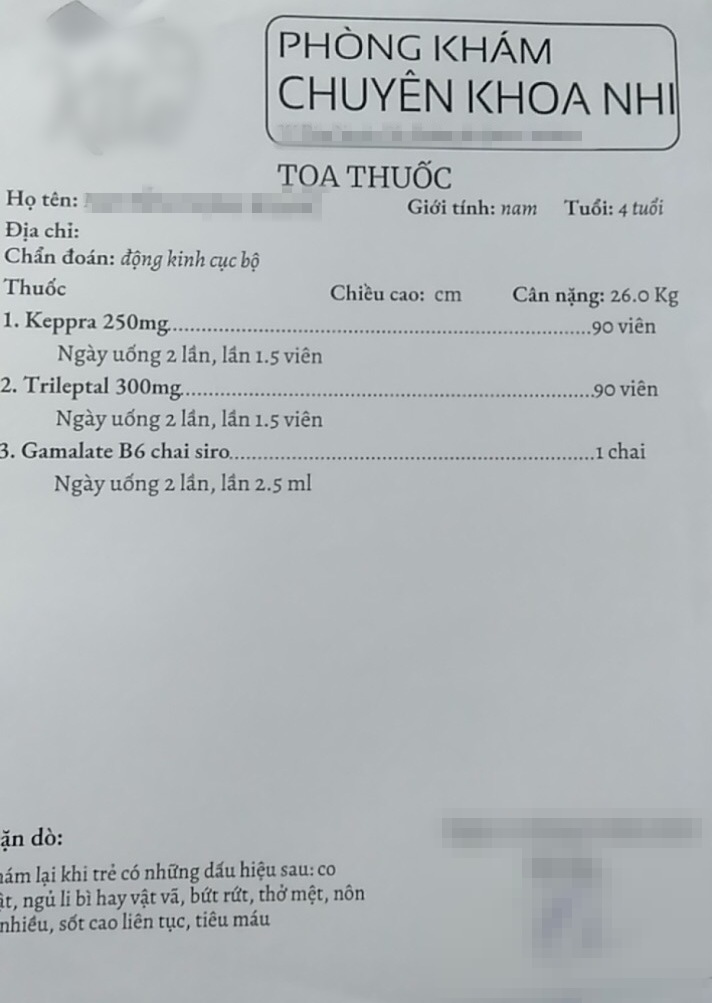 PHÒNG KHÁM
CHUYÊN KHOA NHI
TOA THUỐC
Họ tên:
Giới tính: nam Tuổi: 4 tuổi
Địa chỉ:
Chẩn đoán: động kinh cục bộ
Thuốc Chiều cao: cm Cân nặng: 26.0 Kg
1. Keppra 250mg........................................90 viên
Ngày uống 2 lần, lần 1.5 viên
2. Trileptal 300mg........................................90 viên
Ngày uống 2 lần, lần 1.5 viên
3. Gamalate B6 chai siro........................................1 chai
Ngày uống 2 lần, lần 2.5 ml
ặn dò:
hám lại khi trẻ có những dấu hiệu sau: co
ật, ngủ li bì hay vật vã, bứt rứt, thở mệt, nôn
nhiều, sốt cao liên tục, tiêu máu